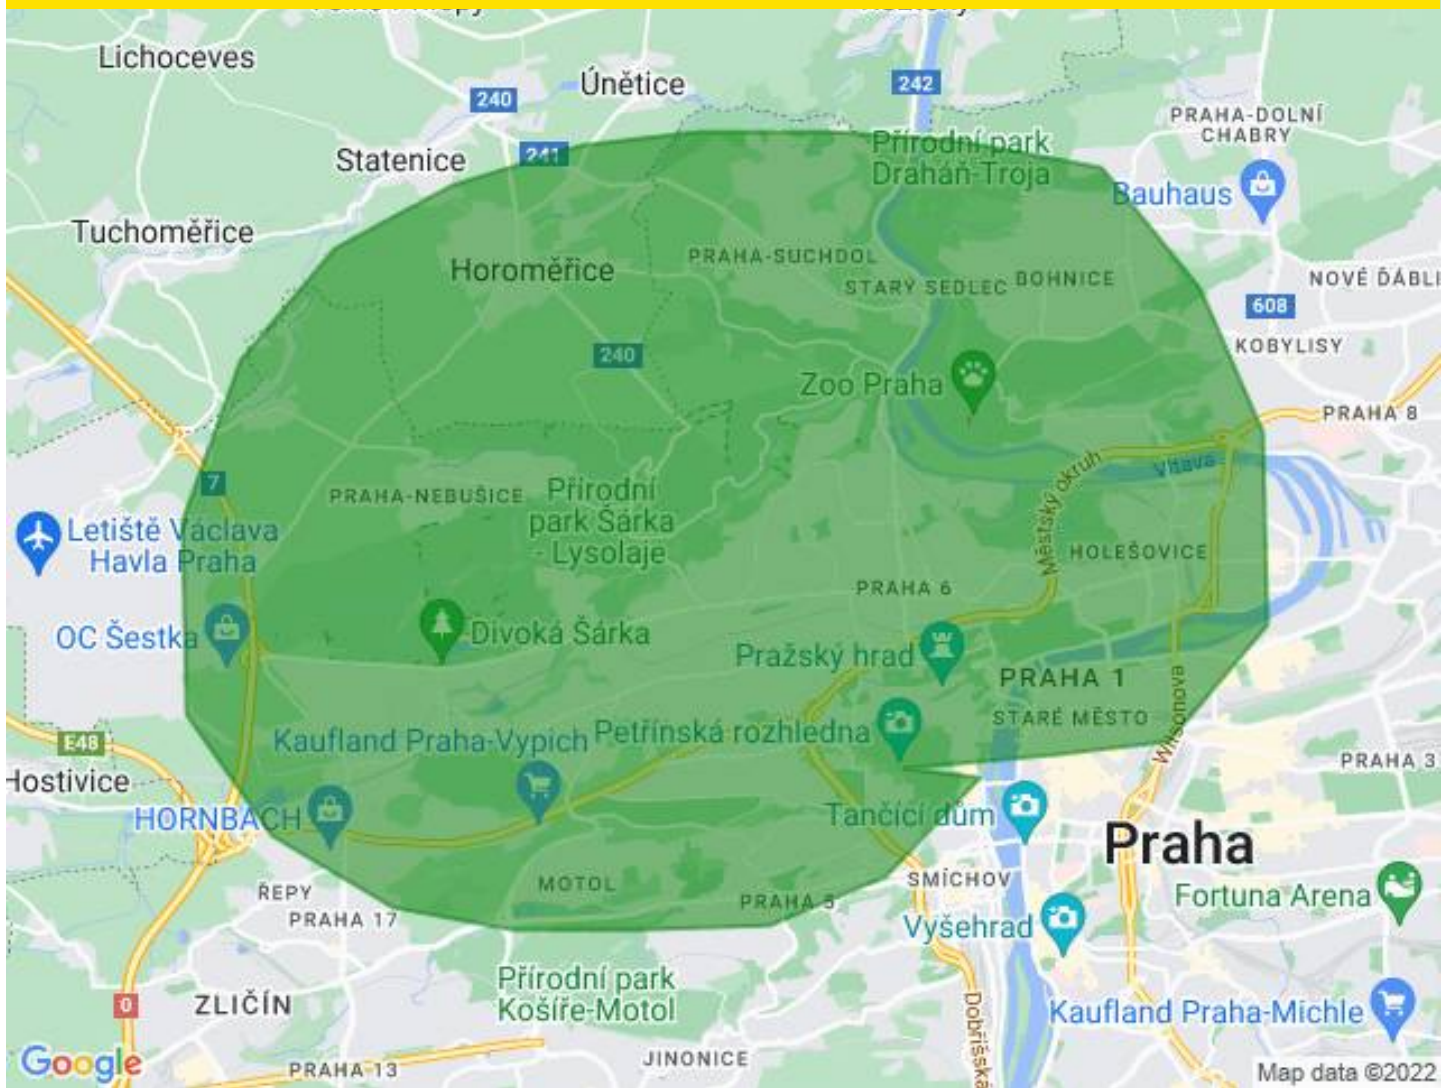 Lichoceves
Únětice
242
240
PRAHA-DOLNÍ
CHABRY
241
Statenice
Přírodní park
Draháň-Troja
Bauhaus
Tuchoměřice
Horoměřice
PRAHA-SUCHDOL
STARÝ SEDLEC
BOHNICE
NOVÉ ĎÁBLI
608
240
KOBYLISY
Zoo Praha
PRAHA 8
7
PRAHA-NEBUŠICE
Přírodní
park Šárka
- Lysolaje
Městský okruh
Vltava
Letiště Václava
Havla Praha
HOLEŠOVICE
PRAHA 6
OC Šestka
Divoká Šárka
Pražský hrad
PRAHA 1
STARÉ MĚSTO
Wilsonova
E48
Kaufland Praha-Vypich
Petřínská rozhledna
PRAHA 3
Hostivice
HORNBACH
Tančící dům
Praha
ŘEPY
PRAHA 17
MOTOL
PRAHA 5
SMÍCHOV
Fortuna Arena
Vyšehrad
0
ZLIČÍN
Přírodní park
Košíře-Motol
Dobříšská
Kaufland Praha-Michle
Google
PRAHA 13
JINONICE
Map data ©2022